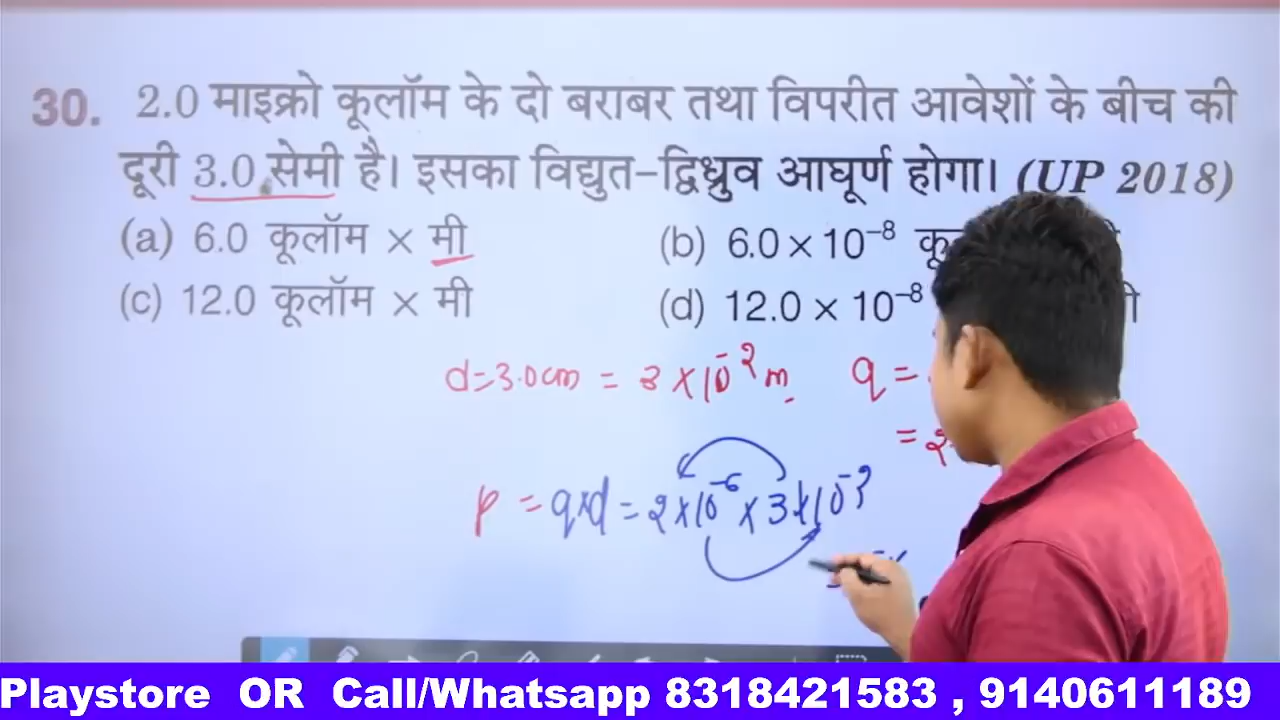 30. 2.0 माइक्रो कूलॉम के दो बराबर तथा विपरीत आवेशों के बीच की
दूरी 3.0 सेमी है। इसका विद्युत-द्विध्रुव आघूर्ण होगा। (UP 2018)
(a) 6.0 कूलॉम × मी (b) 6.0 × 10⁻⁸
(c) 12.0 कूलॉम × मी (d) 12.0 × 10⁻⁸
d=3.0cm = 3×10⁻²m q =
= 2
p = q×d = 2×10⁻⁶ × 3×10⁻²
Playstore OR Call/Whatsapp 8318421583 , 9140611189